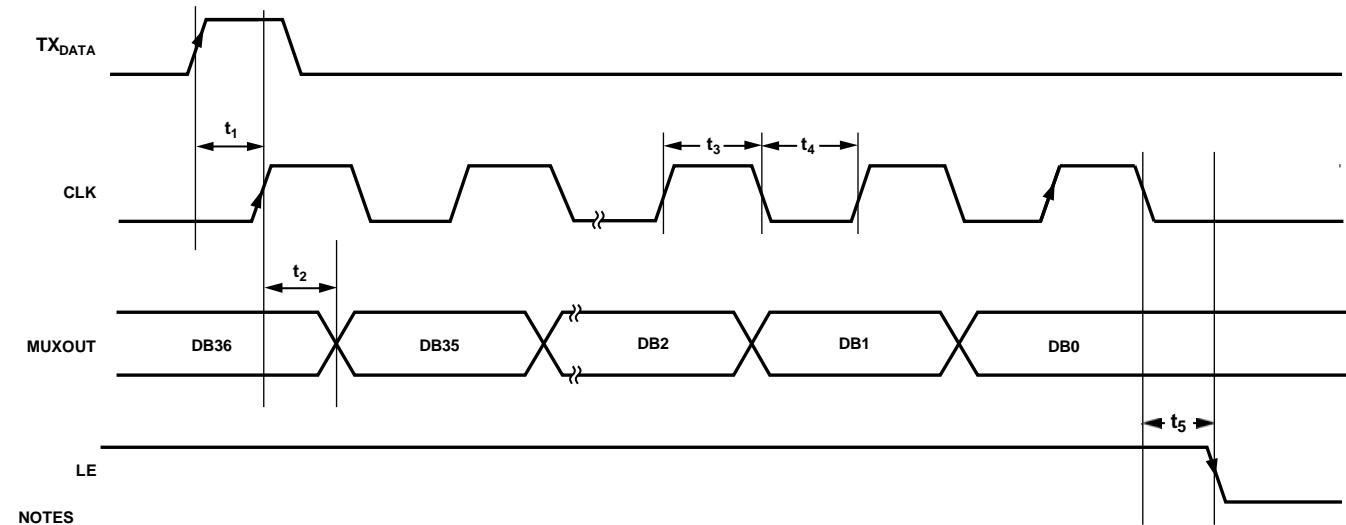 TXDATA
t1
CLK
t3
t4
t2
MUXOUT
DB36
DB35
DB2
DB1
DB0
t5
LE
NOTES